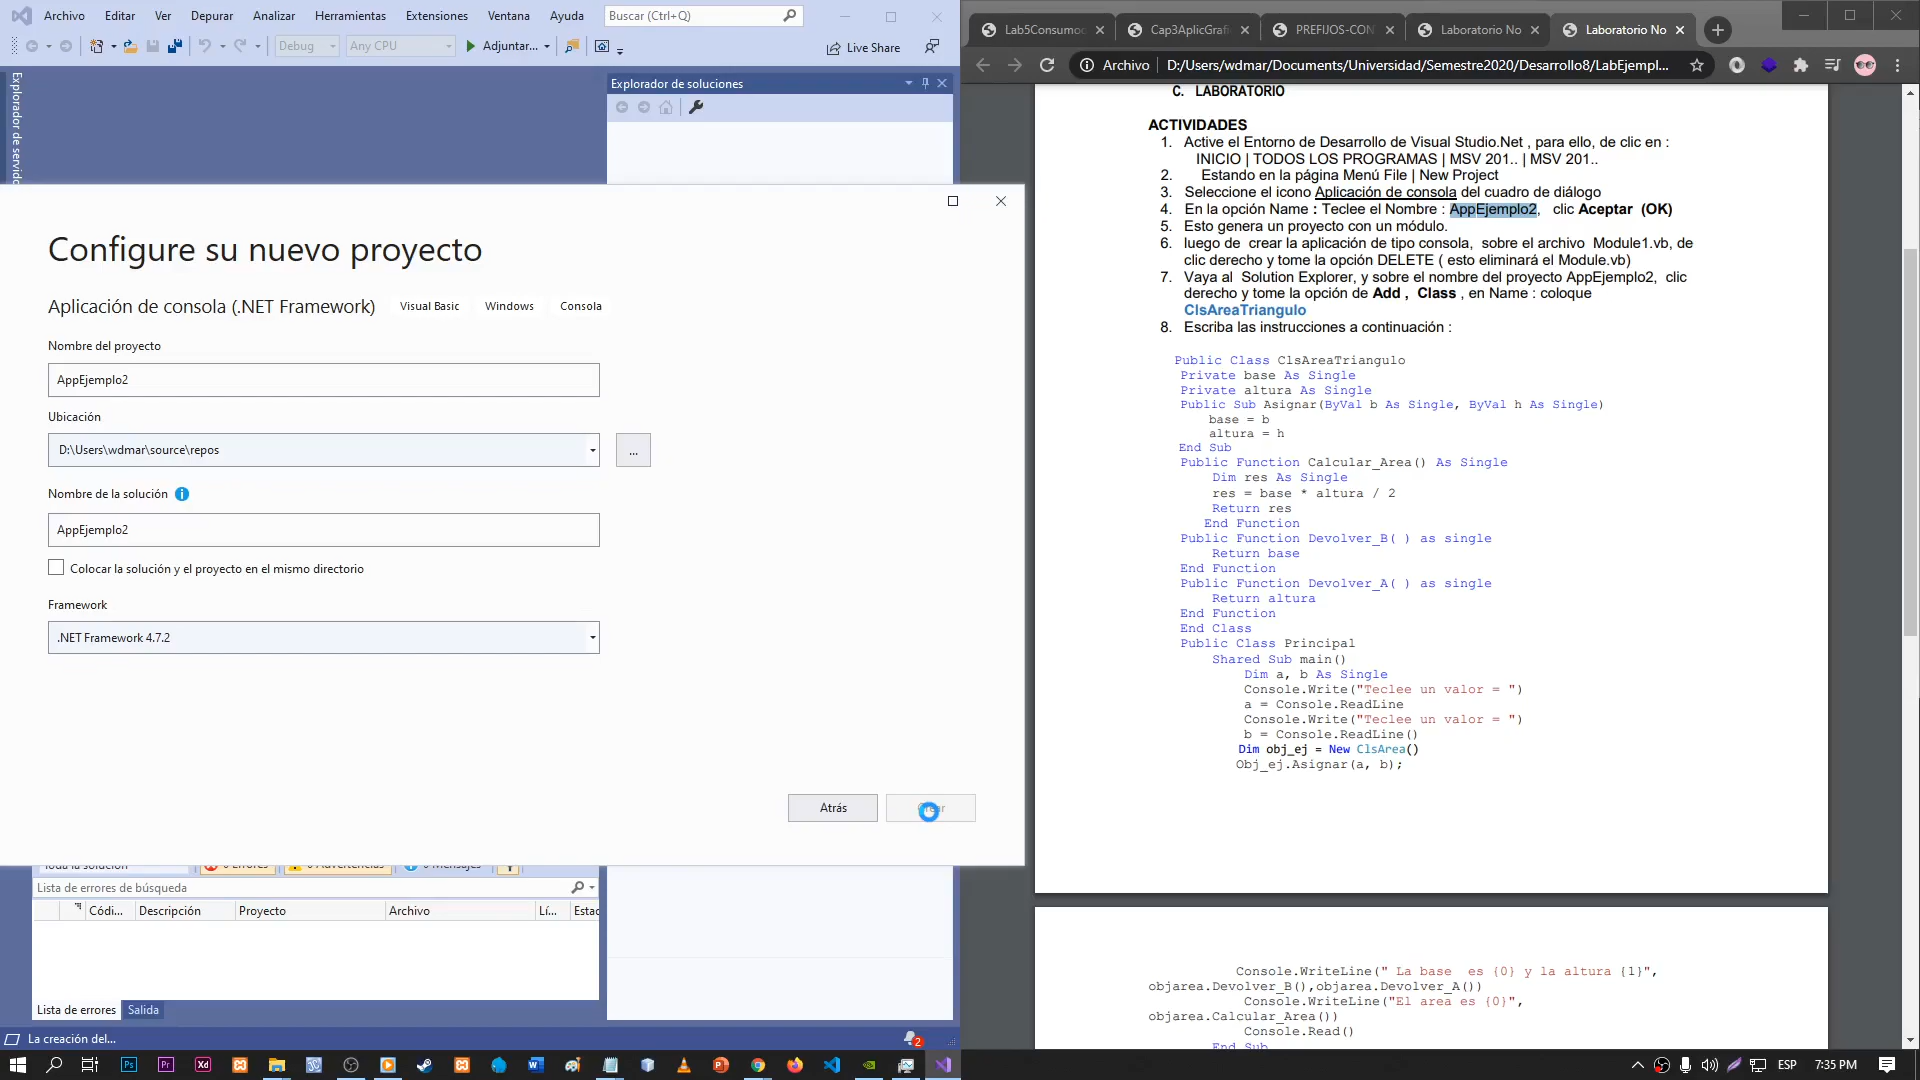 Archivo Editar Ver Depurar Analizar Herramientas Extensiones Ventana Ayuda Buscar (Ctrl+Q)
Debug Any CPU Adjuntar... Live Share
Explorador de servid
Explorador de soluciones
Configure su nuevo proyecto
Aplicación de consola (.NET Framework) Visual Basic Windows Consola
Nombre del proyecto
AppEjemplo2
Ubicación
D:\Users\wdmar\source\repos
...
Nombre de la solución
AppEjemplo2
Colocar la solución y el proyecto en el mismo directorio
Framework
.NET Framework 4.7.2
Atrás
Toda la solución 0 Errores 0 Advertencias 0 Mensajes
Lista de errores de búsqueda
Códi... Descripción Proyecto Archivo Lí... Estad
Lista de errores Salida
La creación del...
2
Lab5Consumoc Cap3AplicGrafi PREFIJOS-CON Laboratorio No Laboratorio No
Archivo D:/Users/wdmar/Documents/Universidad/Semestre2020/Desarrollo8/LabEjempl...
C. LABORATORIO
ACTIVIDADES
1. Active el Entorno de Desarrollo de Visual Studio.Net , para ello, de clic en :
INICIO | TODOS LOS PROGRAMAS | MSV 201.. | MSV 201..
2. Estando en la página Menú File | New Project
3. Seleccione el icono Aplicación de consola del cuadro de diálogo
4. En la opción Name : Teclee el Nombre : AppEjemplo2, clic Aceptar (OK)
5. Esto genera un proyecto con un módulo.
6. luego de crear la aplicación de tipo consola, sobre el archivo Module1.vb, de
clic derecho y tome la opción DELETE ( esto eliminará el Module.vb)
7. Vaya al Solution Explorer, y sobre el nombre del proyecto AppEjemplo2, clic
derecho y tome la opción de Add , Class , en Name : coloque
ClsAreaTriangulo
8. Escriba las instrucciones a continuación :
Public Class ClsAreaTriangulo
Private base As Single
Private altura As Single
Public Sub Asignar(ByVal b As Single, ByVal h As Single)
base = b
altura = h
End Sub
Public Function Calcular_Area() As Single
Dim res As Single
res = base * altura / 2
Return res
End Function
Public Function Devolver_B( ) as single
Return base
End Function
Public Function Devolver_A( ) as single
Return altura
End Function
End Class
Public Class Principal
Shared Sub main()
Dim a, b As Single
Console.Write("Teclee un valor = ")
a = Console.ReadLine
Console.Write("Teclee un valor = ")
b = Console.ReadLine()
Dim obj_ej = New ClsArea()
Obj_ej.Asignar(a, b);
Console.WriteLine(" La base es {0} y la altura {1}",
objarea.Devolver_B(),objarea.Devolver_A())
Console.WriteLine("El area es {0}",
objarea.Calcular_Area())
Console.Read()
End Sub
ESP 7:35 PM